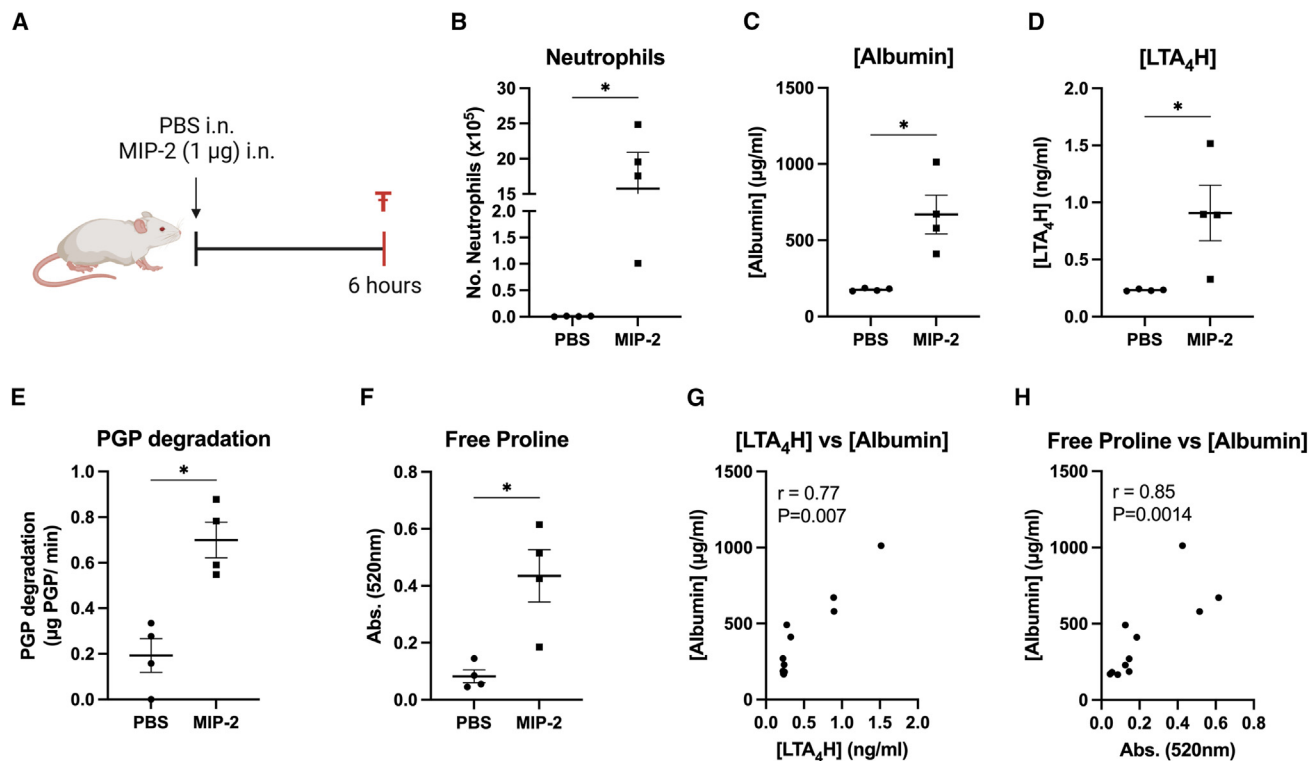 A
PBS i.n.
MIP-2 (1 µg) i.n.
6 hours
B
Neutrophils
*
No. Neutrophils (x10⁵)
30
25
20
15
2.0
1.5
1.0
0.5
0.0
PBS MIP-2
C
[Albumin]
*
[Albumin] (µg/ml)
1500
1000
500
0
PBS MIP-2
D
[LTA₄H]
*
[LTA₄H] (ng/ml)
2.0
1.5
1.0
0.5
0.0
PBS MIP-2
E
PGP degradation
*
PGP degradation
(µg PGP/ min)
1.0
0.8
0.6
0.4
0.2
0.0
PBS MIP-2
F
Free Proline
*
Abs. (520nm)
0.8
0.6
0.4
0.2
0.0
PBS MIP-2
G
[LTA₄H] vs [Albumin]
r = 0.77
P=0.007
[Albumin] (µg/ml)
1500
1000
500
0
0.0 0.5 1.0 1.5 2.0
[LTA₄H] (ng/ml)
H
Free Proline vs [Albumin]
r = 0.85
P=0.0014
[Albumin] (µg/ml)
1500
1000
500
0
0.0 0.2 0.4 0.6 0.8
Abs. (520nm)